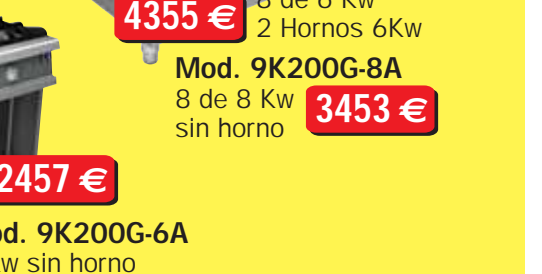 4355 €
2 Hornos 6Kw
Mod. 9K200G-8A
8 de 8 Kw
sin horno
3453 €
2457 €
9K200G-6A
sin horno